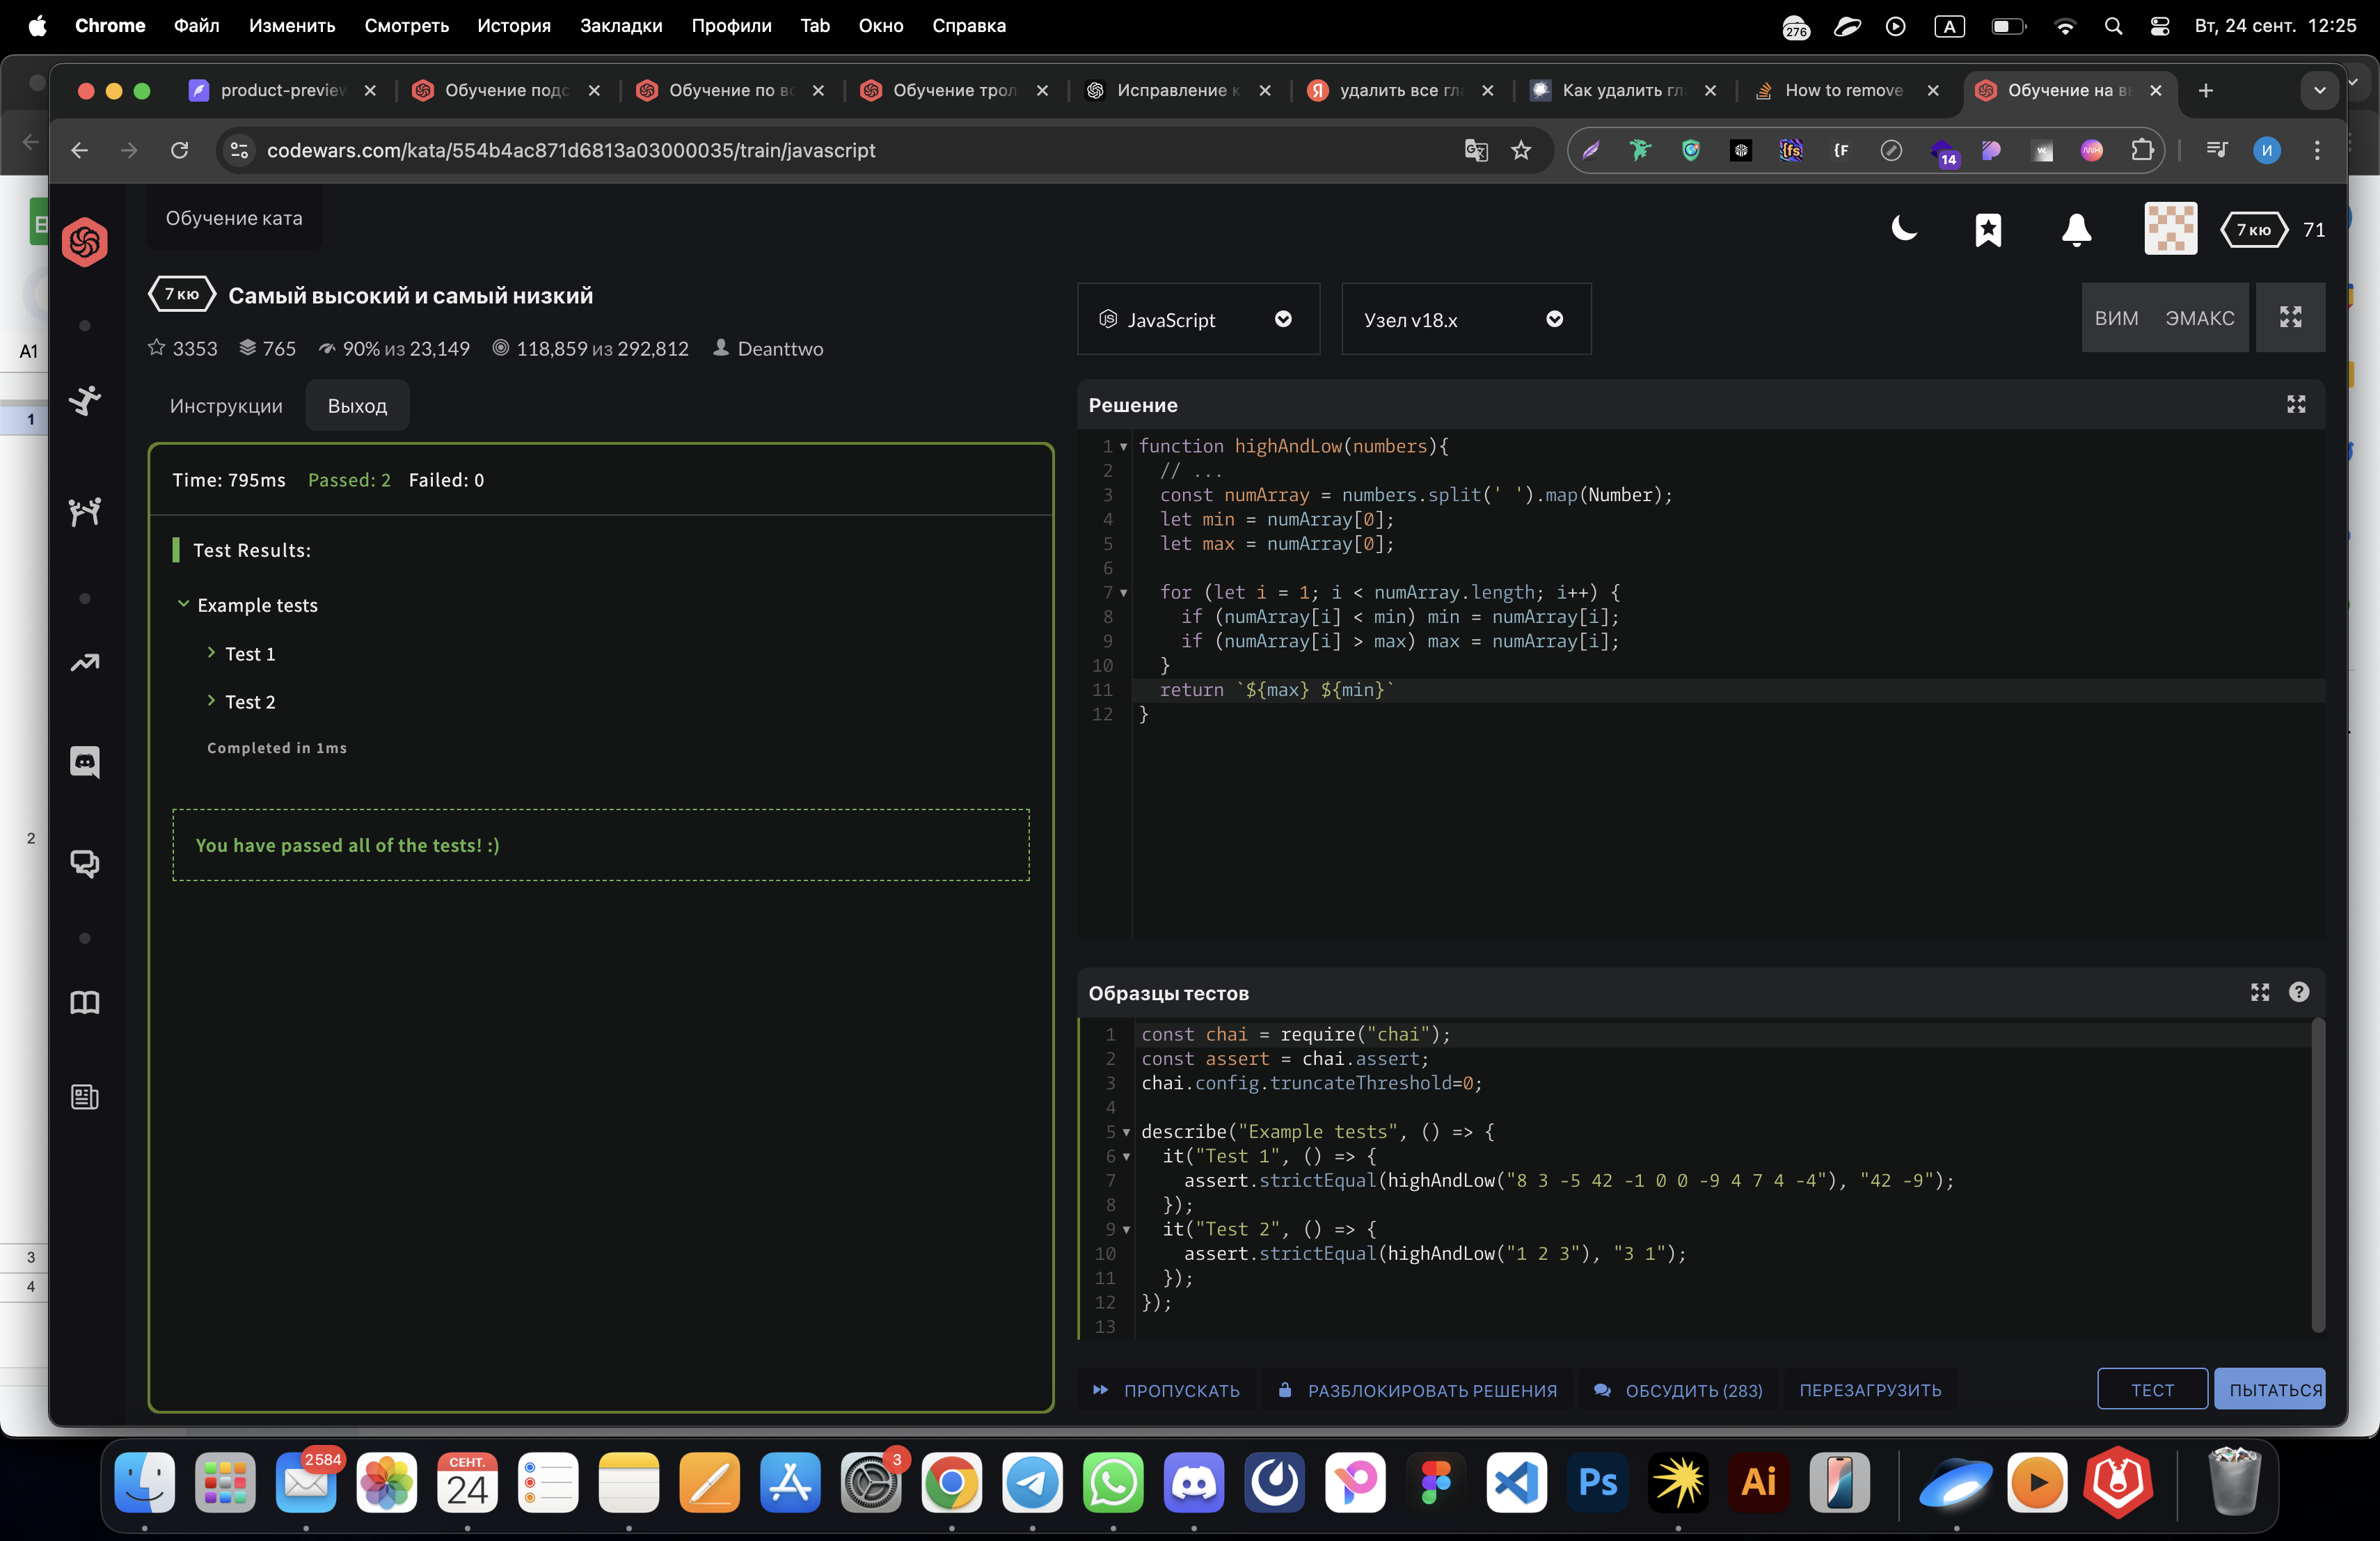 Chrome Файл Изменить Смотреть История Закладки Профили Tab Окно Справка 276 A Вт, 24 сент. 12:25
product-preview Обучение подс Обучение по вс Обучение трол Исправление к удалить все гла Как удалить гла How to remove Обучение на вы
codewars.com/kata/554b4ac871d6813a03000035/train/javascript {fs} {F 14 И
Обучение ката
7 кю 71
7 кю Самый высокий и самый низкий
3353 765 90% из 23,149 118,859 из 292,812 Deanttwo
JavaScript Узел v18.x ВИМ ЭМАКС
Инструкции Выход
Time: 795ms Passed: 2 Failed: 0
Test Results:
Example tests
Test 1
Test 2
Completed in 1ms
You have passed all of the tests! :)
Решение
1 function highAndLow(numbers){
2 // ...
3 const numArray = numbers.split(' ').map(Number);
4 let min = numArray[0];
5 let max = numArray[0];
6
7 for (let i = 1; i < numArray.length; i++) {
8 if (numArray[i] < min) min = numArray[i];
9 if (numArray[i] > max) max = numArray[i];
10 }
11 return `${max} ${min}`
12 }
Образцы тестов
1 const chai = require("chai");
2 const assert = chai.assert;
3 chai.config.truncateThreshold=0;
4
5 describe("Example tests", () => {
6 it("Test 1", () => {
7 assert.strictEqual(highAndLow("8 3 -5 42 -1 0 0 -9 4 7 4 -4"), "42 -9");
8 });
9 it("Test 2", () => {
10 assert.strictEqual(highAndLow("1 2 3"), "3 1");
11 });
12 });
13
ПРОПУСКАТЬ РАЗБЛОКИРОВАТЬ РЕШЕНИЯ ОБСУДИТЬ (283) ПЕРЕЗАГРУЗИТЬ ТЕСТ ПЫТАТЬСЯ
A1
1
2
3
4
2584 СЕНТ. 24 3 Ps Ai